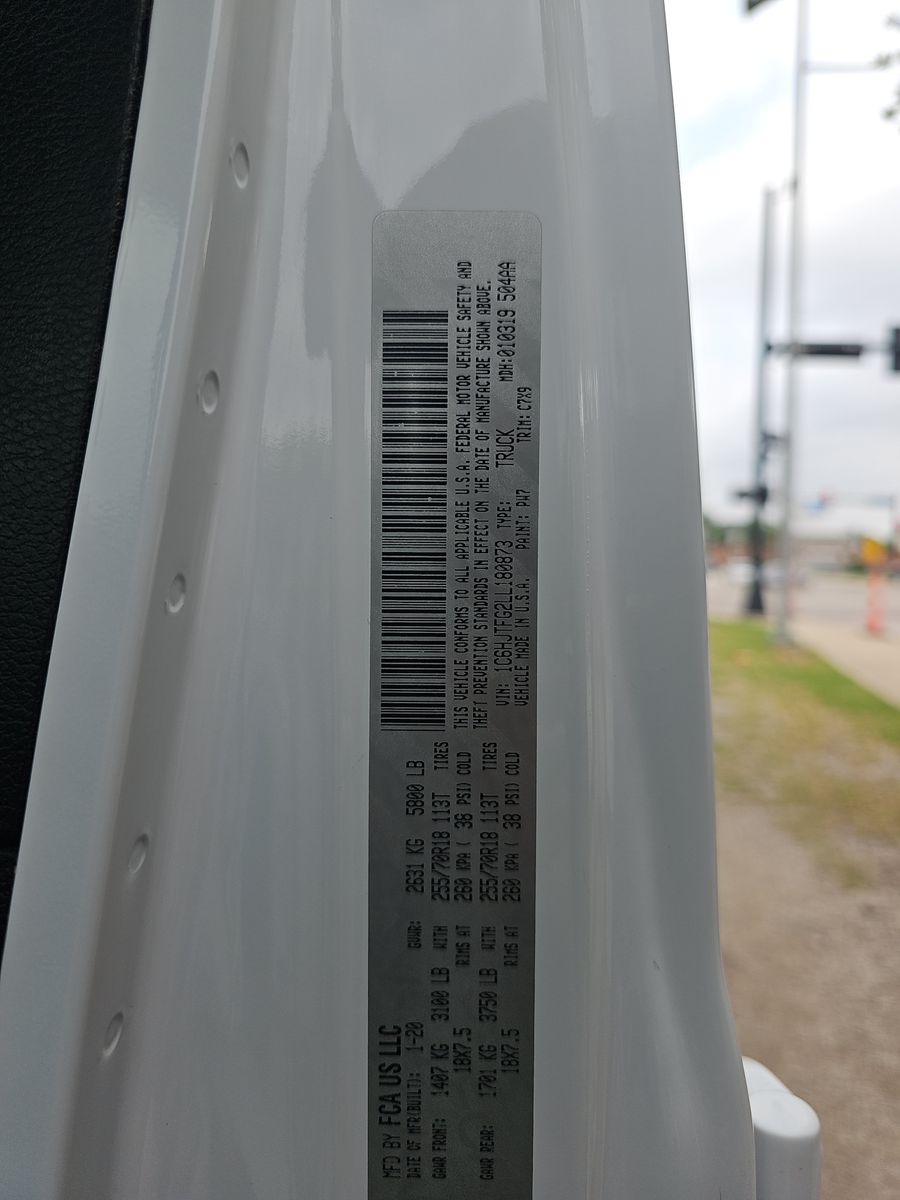 MFD BY FCA US LLC
DATE OF MFR(BUILT): 1-20 GVWR: 2631 KG 5800 LB
GAWR FRONT: 1407 KG 3100 LB WITH 255/70R18 113T TIRES
18X7.5 RIMS AT 260 KPA ( 38 PSI) COLD
GAWR REAR: 1701 KG 3750 LB WITH 255/70R18 113T TIRES
18X7.5 RIMS AT 260 KPA ( 38 PSI) COLD
THIS VEHICLE CONFORMS TO ALL APPLICABLE U.S.A. FEDERAL MOTOR VEHICLE SAFETY AND
THEFT PREVENTION STANDARDS IN EFFECT ON THE DATE OF MANUFACTURE SHOWN ABOVE.
VIN: 1C6HJTFG2LL180873 TYPE: TRUCK MDH:010319 504AA
VEHICLE MADE IN U.S.A. PAINT: PW7 TRIM: C7X9